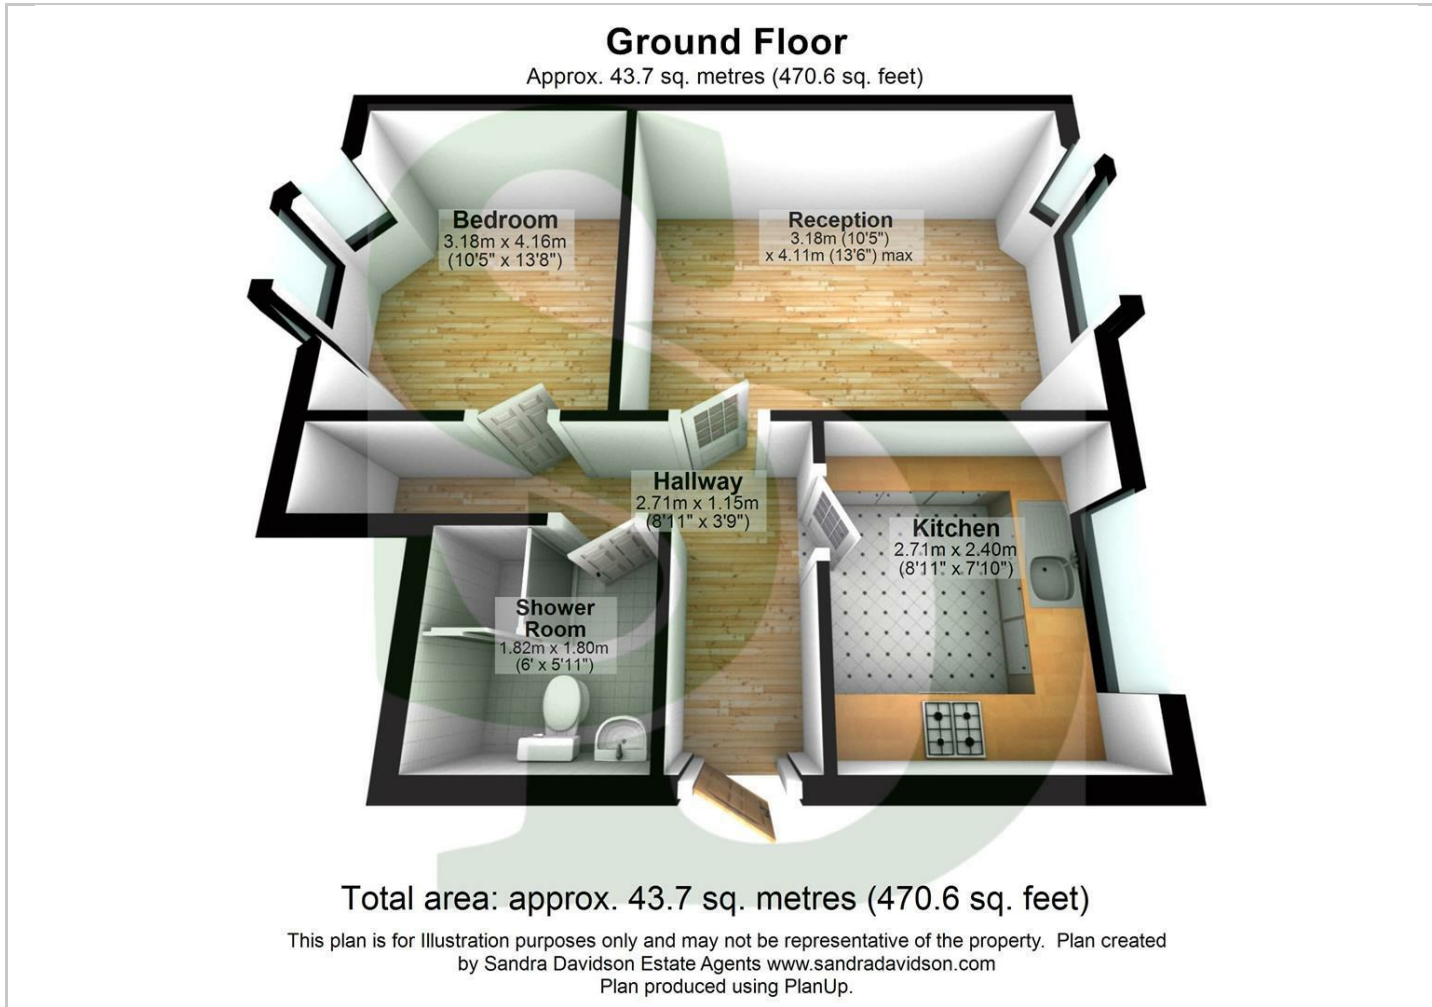 Ground Floor
Approx. 43.7 sq. metres (470.6 sq. feet)
Bedroom
3.18m x 4.16m
(10'5" x 13'8")
Reception
3.18m (10'5")
x 4.11m (13'6") max
Hallway
2.71m x 1.15m
(8'11" x 3'9")
Kitchen
2.71m x 2.40m
(8'11" x 7'10")
Shower
Room
1.82m x 1.80m
(6' x 5'11")
Total area: approx. 43.7 sq. metres (470.6 sq. feet)
This plan is for Illustration purposes only and may not be representative of the property.  Plan created
by Sandra Davidson Estate Agents www.sandradavidson.com
Plan produced using PlanUp.